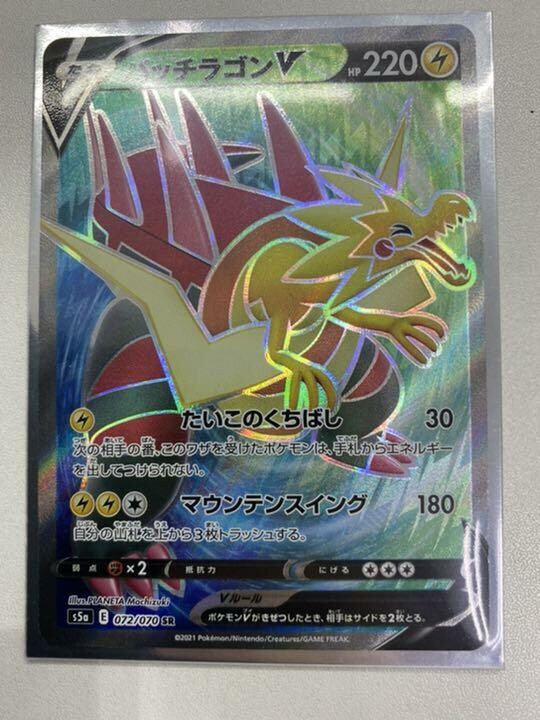 たね
パッチラゴンV HP 220
たいこのくちばし 30
次の相手の番、このワザを受けたポケモンは、手札からエネルギー
を出してつけられない。
マウンテンスイング 180
自分の山札を上から3枚トラッシュする。
弱点 ×2 抵抗力 にげる
Vルール
ポケモンVがきぜつしたとき、相手はサイドを2枚とる。
Illus. PLANETA Mochizuki
s5a E 072/070 SR
©2021 Pokémon/Nintendo/Creatures/GAME FREAK.